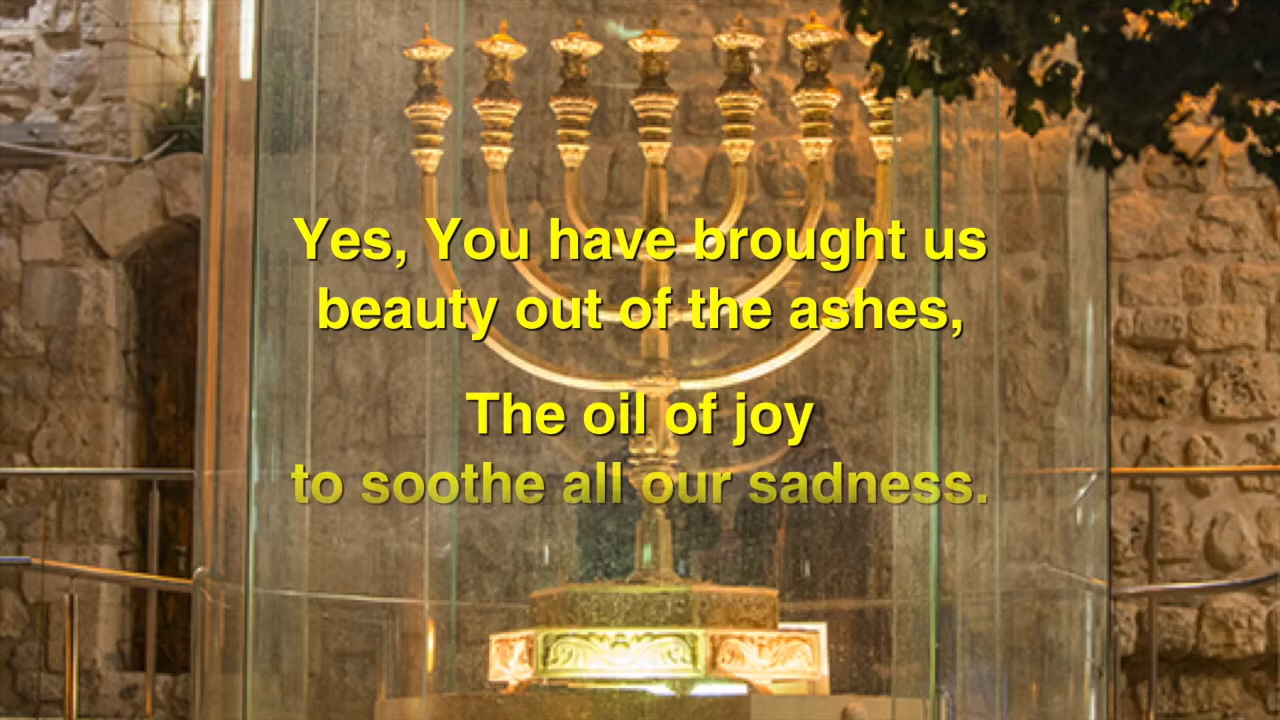 Yes, You have brought us
beauty out of the ashes,
The oil of joy
to soothe all our sadness.